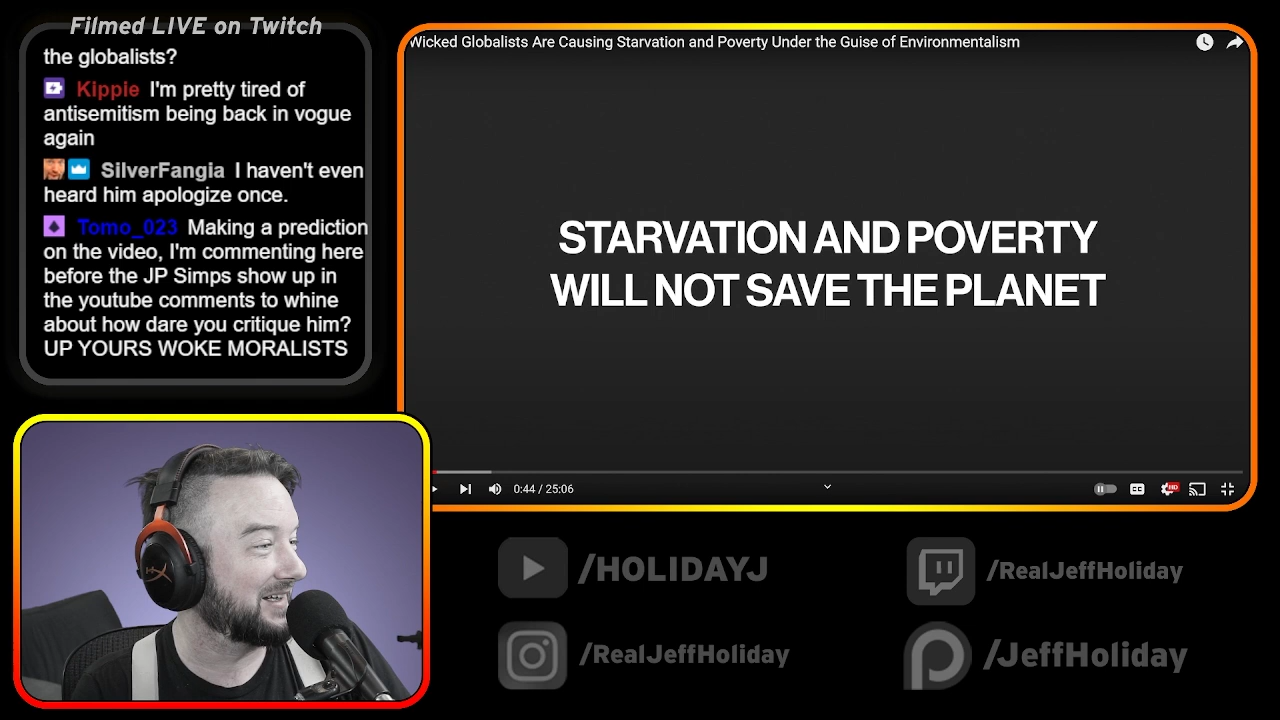 Filmed LIVE on Twitch
the globalists?
Kippie I'm pretty tired of
antisemitism being back in vogue
again
SilverFangia I haven't even
heard him apologize once.
Tomo_023 Making a prediction
on the video, I'm commenting here
before the JP Simps show up in
the youtube comments to whine
about how dare you critique him?
UP YOURS WOKE MORALISTS
Wicked Globalists Are Causing Starvation and Poverty Under the Guise of Environmentalism
STARVATION AND POVERTY
WILL NOT SAVE THE PLANET
0:44 / 25:06
CC
HD
/HOLIDAYJ
/RealJeffHoliday
/RealJeffHoliday
/JeffHoliday